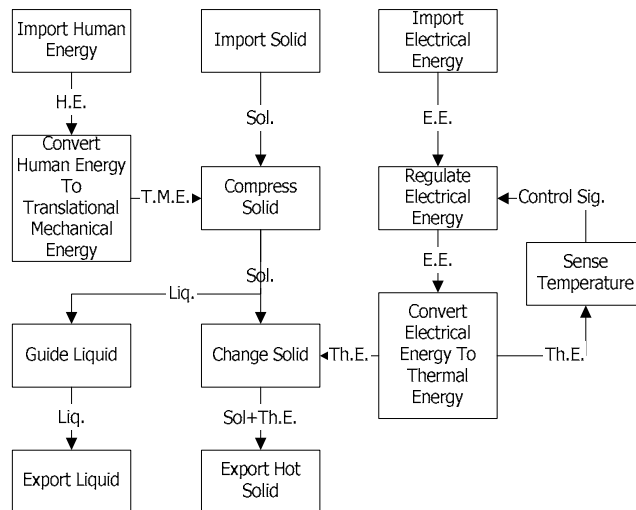 Import Human
Energy
Import Solid
Import
Electrical
Energy
H.E.
Sol.
E.E.
Convert
Human Energy
To
Translational
Mechanical
Energy
T.M.E.
Compress
Solid
Regulate
Electrical
Energy
Control Sig.
Sol.
E.E.
Sense
Temperature
Liq.
Guide Liquid
Change Solid
Th.E.
Convert
Electrical
Energy To
Thermal
Energy
Th.E.
Liq.
Sol+Th.E.
Export Liquid
Export Hot
Solid